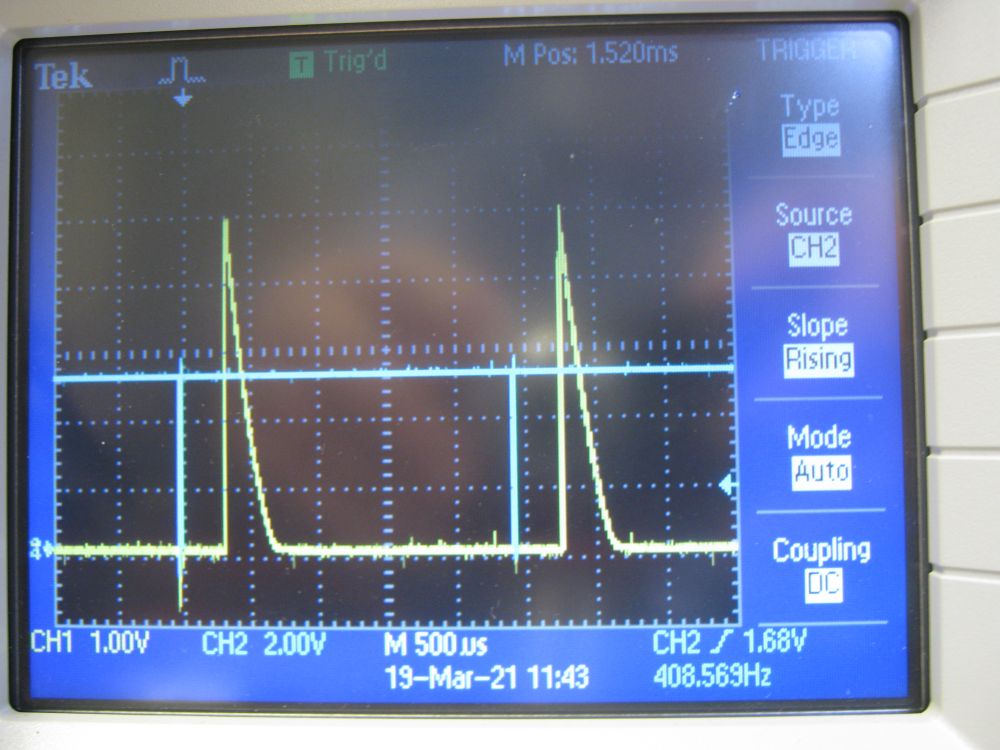 Tek T Trig'd M Pos: 1.520ms TRIGGER
Type
Edge
Source
CH2
Slope
Rising
Mode
Auto
Coupling
DC
CH1 1.00V CH2 2.00V M 500µs CH2 1.68V
19-Mar-21 11:43 408.569Hz